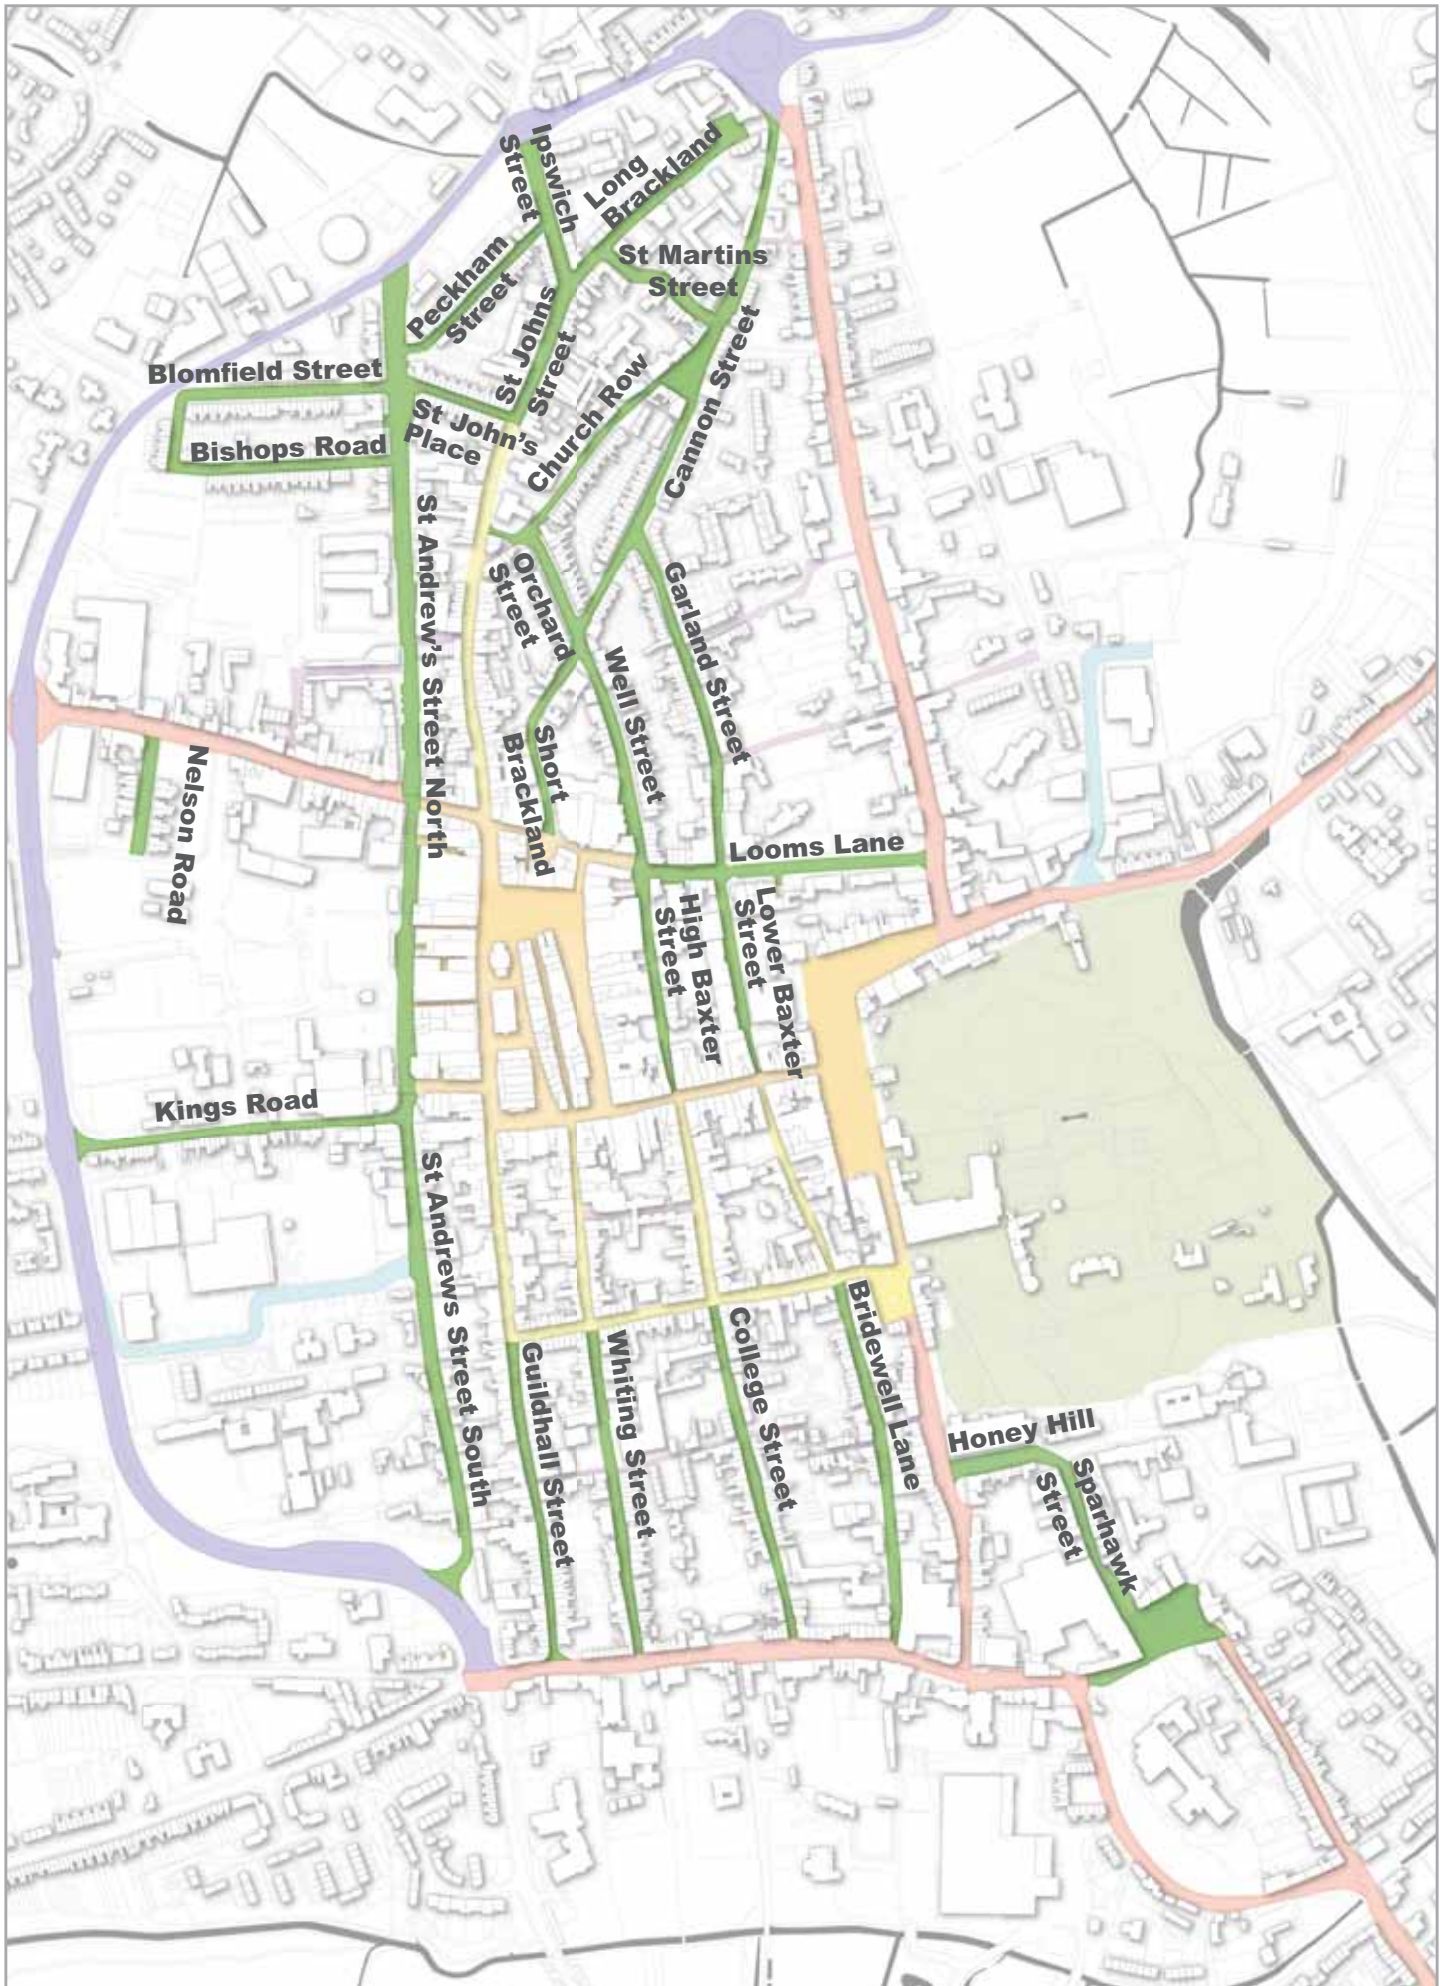 Ipswich
Street
Long
Brackland
St Martins
Street
Peckham
Street
St Johns
Street
Blomfield Street
St John's
Place
Church Row
Cannon Street
Bishops Road
St Andrew's Street North
Orchard
Street
Garland Street
Well Street
Short
Brackland
Nelson Road
Looms Lane
High Baxter
Street
Lower Baxter
Street
Kings Road
St Andrews Street South
Bridewell Lane
College Street
Whiting Street
Guildhall Street
Honey Hill
Sparhawk
Street